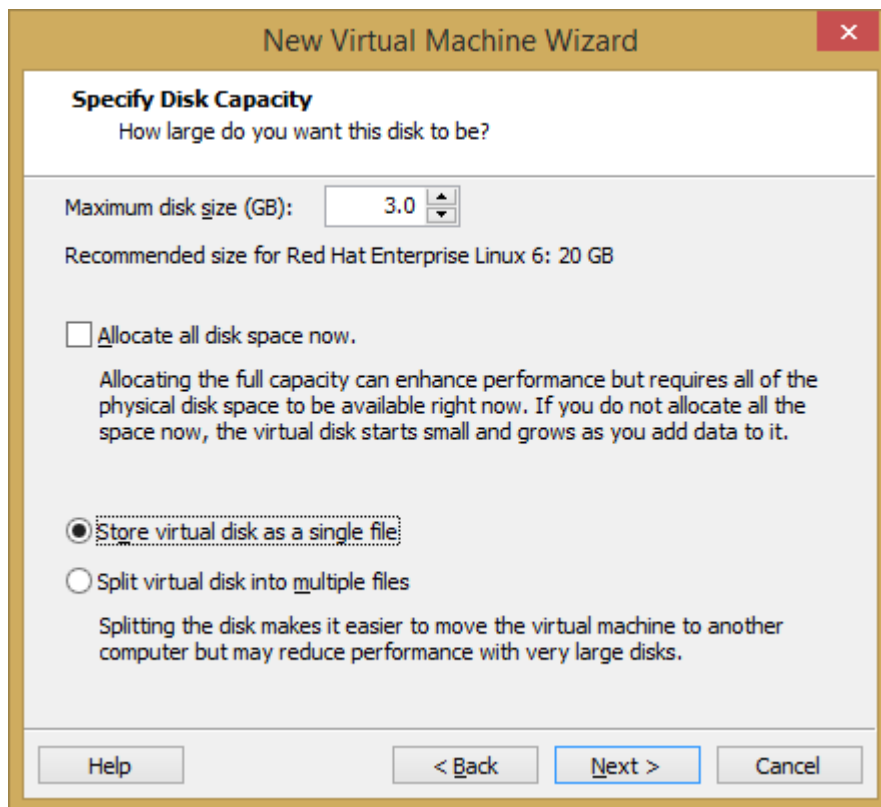 New Virtual Machine Wizard
Specify Disk Capacity
How large do you want this disk to be?
Maximum disk size (GB): 3.0
Recommended size for Red Hat Enterprise Linux 6: 20 GB
Allocate all disk space now.
Allocating the full capacity can enhance performance but requires all of the
physical disk space to be available right now. If you do not allocate all the
space now, the virtual disk starts small and grows as you add data to it.
Store virtual disk as a single file
Split virtual disk into multiple files
Splitting the disk makes it easier to move the virtual machine to another
computer but may reduce performance with very large disks.
Help < Back Next > Cancel